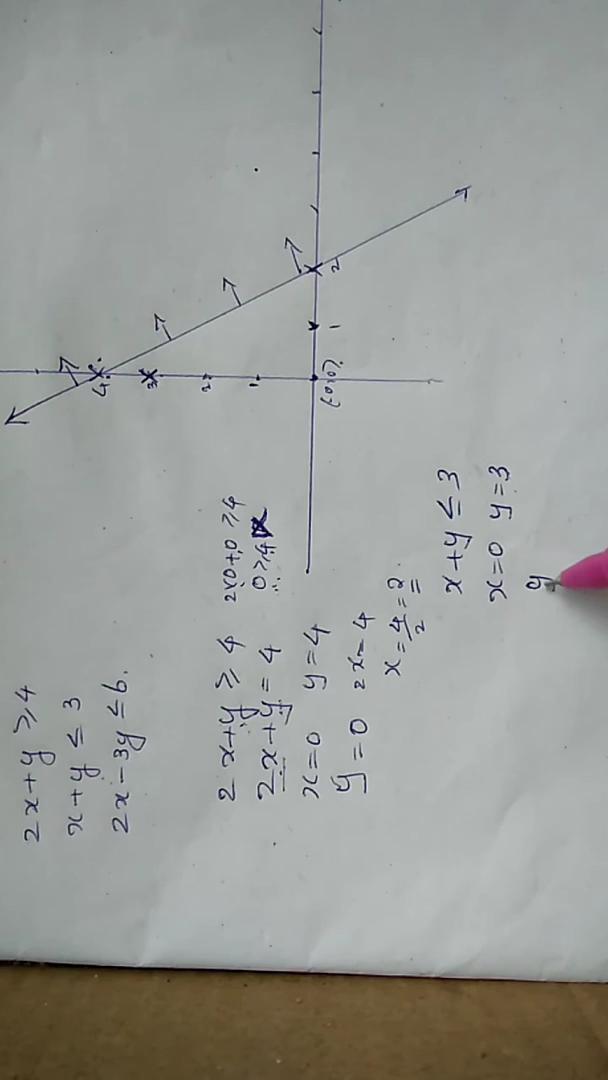 2x+y ≥ 4
x+y ≤ 3
2x-3y ≤ 6.
2x+y ≥ 4
2x+y = 4
x=0 y=4
y=0 2x=4
x=4/2=2.
2×0+0 ≥ 4
0 ≥ 4
x+y ≤ 3
x=0 y=3
y
4
3
2
1
(0,0)
1
2